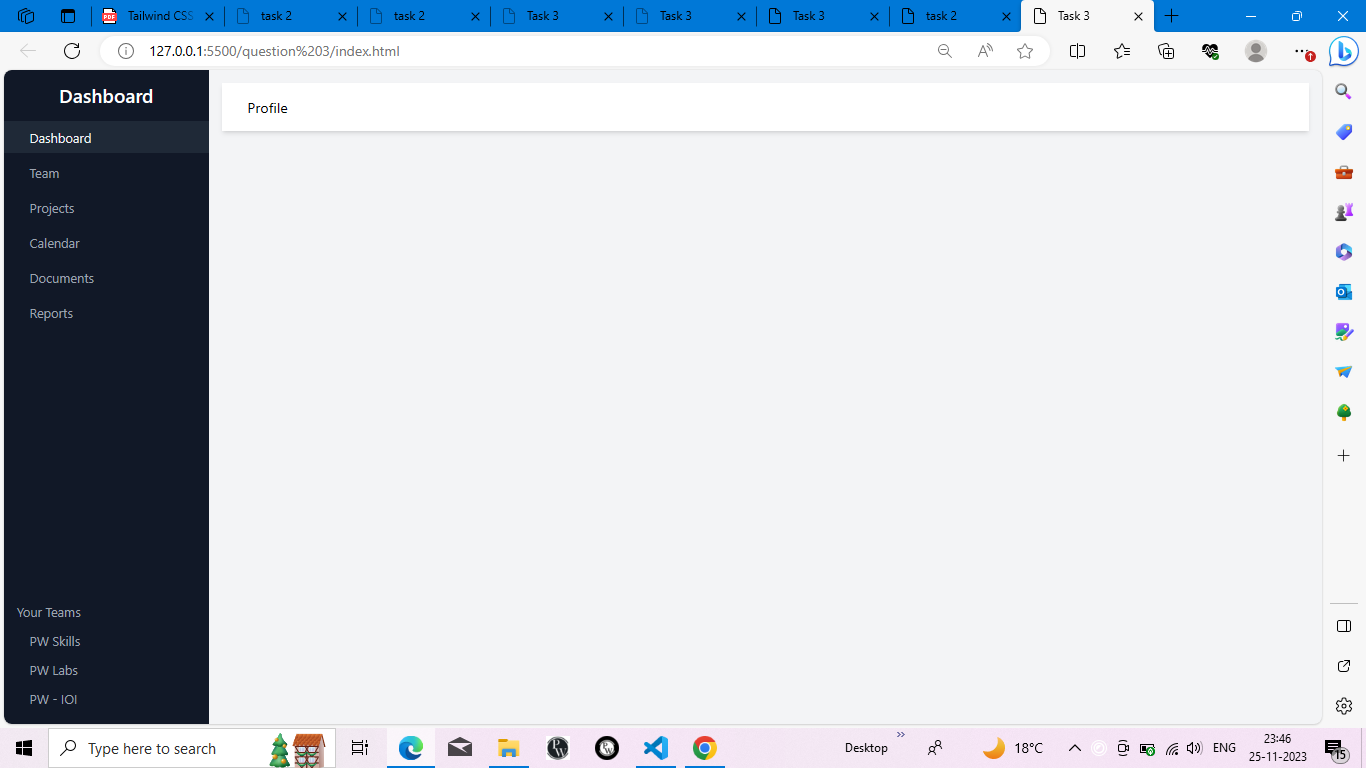 Tailwind CSS
task 2
task 2
Task 3
Task 3
Task 3
task 2
Task 3
127.0.0.1:5500/question%203/index.html
Dashboard
Profile
Dashboard
Team
Projects
Calendar
Documents
Reports
Your Teams
PW Skills
PW Labs
PW - IOI
Type here to search
Desktop
18°C
ENG
23:46
25-11-2023
15